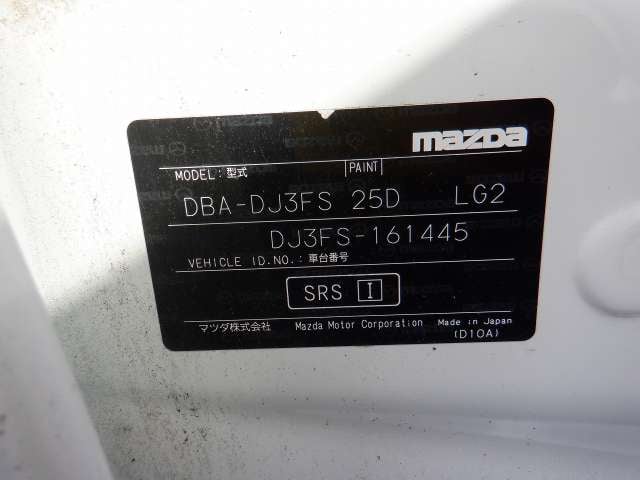 mazda
MODEL:型式 PAINT
DBA-DJ3FS 25D LG2
DJ3FS-161445
VEHICLE ID.NO.:車台番号
SRS I
マツダ株式会社 Mazda Motor Corporation Made in Japan
(D10A)